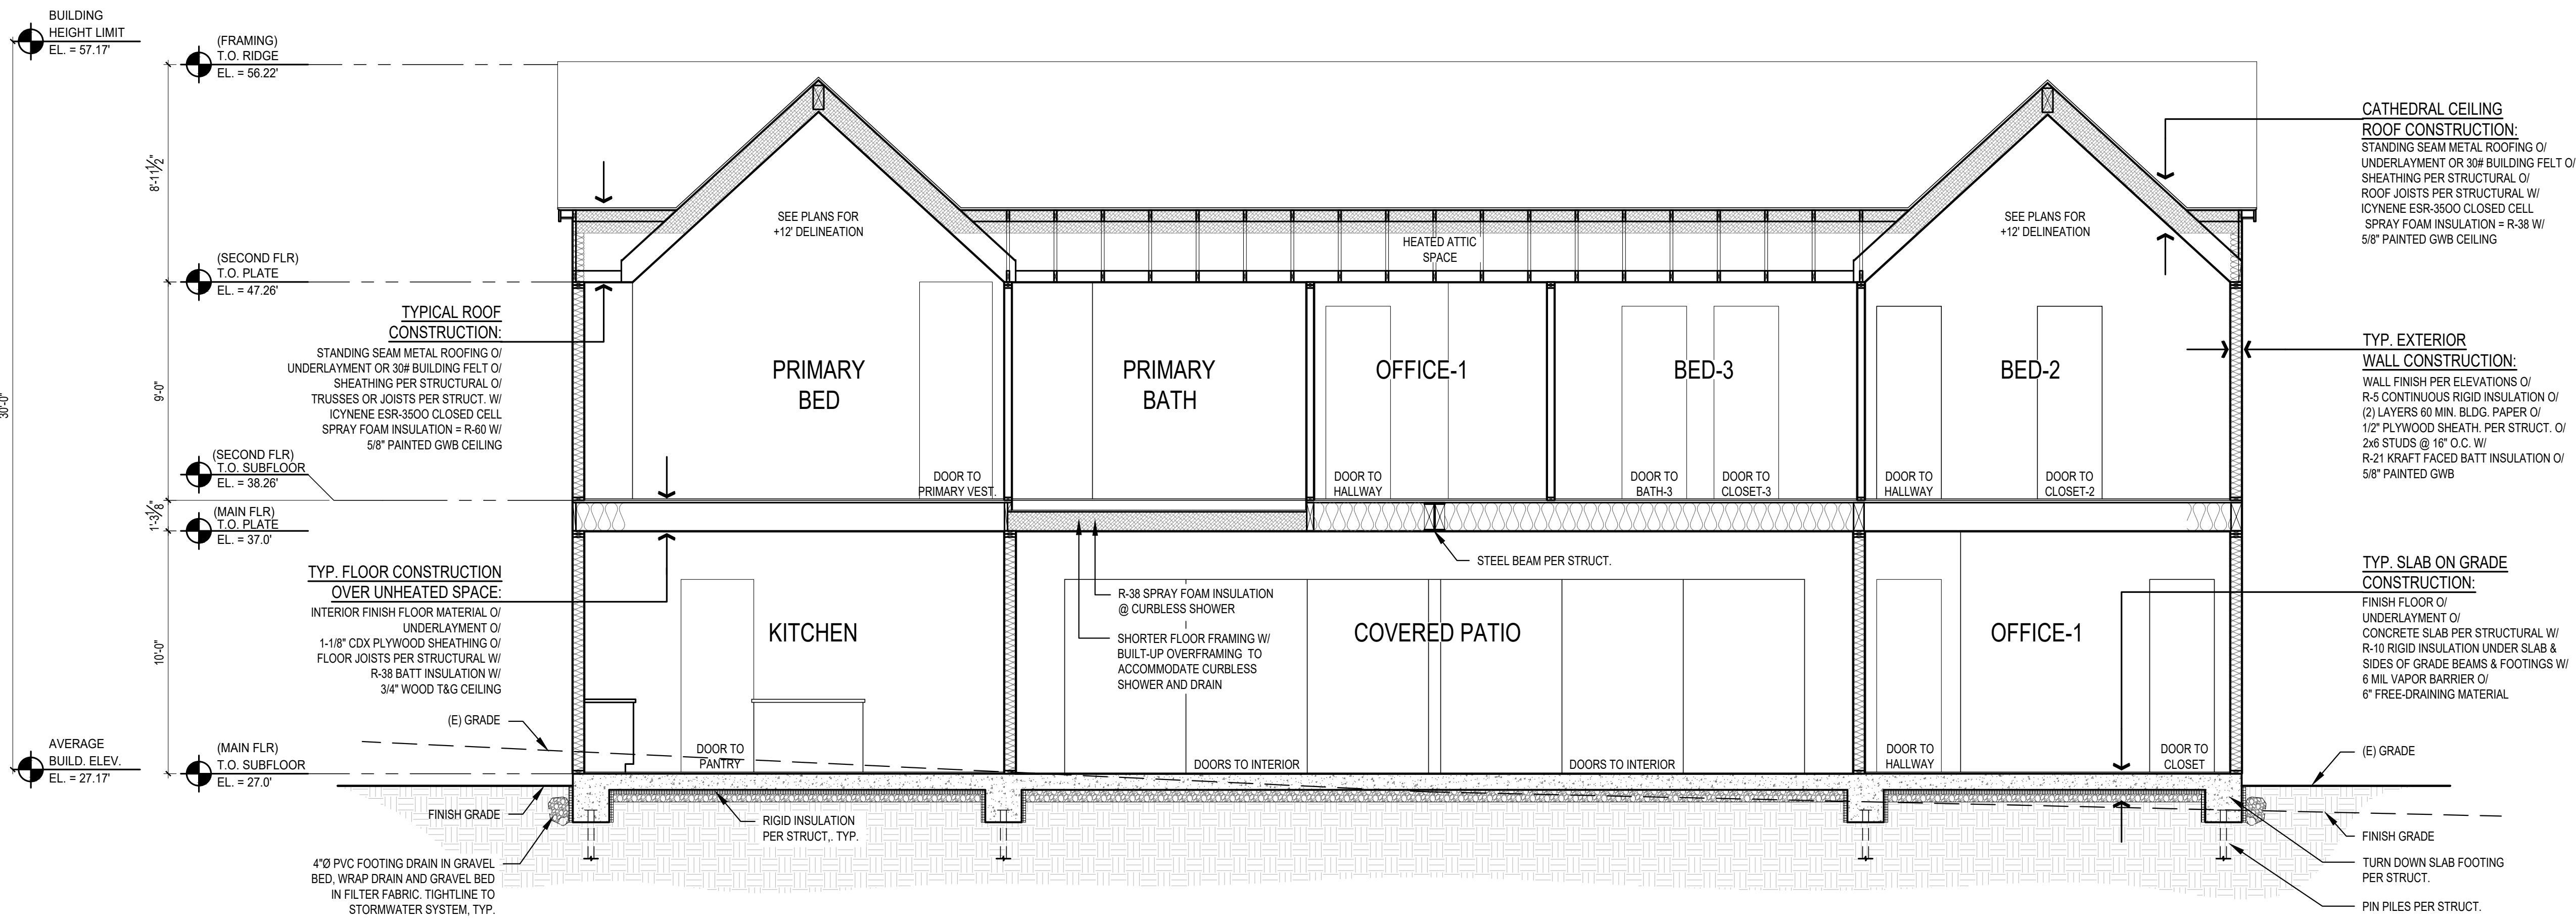 BUILDING
HEIGHT LIMIT
EL. = 57.17'
(FRAMING)
T.O. RIDGE
EL. = 56.22'
8'-11 1/2"
(SECOND FLR)
T.O. PLATE
EL. = 47.26'
9'-0"
30'-0"
(SECOND FLR)
T.O. SUBFLOOR
EL. = 38.26'
1'-3 1/8"
(MAIN FLR)
T.O. PLATE
EL. = 37.0'
10'-0"
AVERAGE
BUILD. ELEV.
EL. = 27.17'
(MAIN FLR)
T.O. SUBFLOOR
EL. = 27.0'
TYPICAL ROOF
CONSTRUCTION:
STANDING SEAM METAL ROOFING O/
UNDERLAYMENT OR 30# BUILDING FELT O/
SHEATHING PER STRUCTURAL O/
TRUSSES OR JOISTS PER STRUCT. W/
ICYNENE ESR-35OO CLOSED CELL
SPRAY FOAM INSULATION = R-60 W/
5/8" PAINTED GWB CEILING
TYP. FLOOR CONSTRUCTION
OVER UNHEATED SPACE:
INTERIOR FINISH FLOOR MATERIAL O/
UNDERLAYMENT O/
1-1/8" CDX PLYWOOD SHEATHING O/
FLOOR JOISTS PER STRUCTURAL W/
R-38 BATT INSULATION W/
3/4" WOOD T&G CEILING
(E) GRADE
FINISH GRADE
4"Ø PVC FOOTING DRAIN IN GRAVEL
BED, WRAP DRAIN AND GRAVEL BED
IN FILTER FABRIC. TIGHTLINE TO
STORMWATER SYSTEM, TYP.
SEE PLANS FOR
+12' DELINEATION
HEATED ATTIC
SPACE
SEE PLANS FOR
+12' DELINEATION
PRIMARY
BED
PRIMARY
BATH
OFFICE-1
BED-3
BED-2
DOOR TO
PRIMARY VEST.
DOOR TO
HALLWAY
DOOR TO
BATH-3
DOOR TO
CLOSET-3
DOOR TO
HALLWAY
DOOR TO
CLOSET-2
STEEL BEAM PER STRUCT.
R-38 SPRAY FOAM INSULATION
@ CURBLESS SHOWER
SHORTER FLOOR FRAMING W/
BUILT-UP OVERFRAMING TO
ACCOMMODATE CURBLESS
SHOWER AND DRAIN
KITCHEN
COVERED PATIO
OFFICE-1
DOOR TO
PANTRY
DOORS TO INTERIOR
DOORS TO INTERIOR
DOOR TO
HALLWAY
DOOR TO
CLOSET
RIGID INSULATION
PER STRUCT,. TYP.
CATHEDRAL CEILING
ROOF CONSTRUCTION:
STANDING SEAM METAL ROOFING O/
UNDERLAYMENT OR 30# BUILDING FELT O/
SHEATHING PER STRUCTURAL O/
ROOF JOISTS PER STRUCTURAL W/
ICYNENE ESR-35OO CLOSED CELL
SPRAY FOAM INSULATION = R-38 W/
5/8" PAINTED GWB CEILING
TYP. EXTERIOR
WALL CONSTRUCTION:
WALL FINISH PER ELEVATIONS O/
R-5 CONTINUOUS RIGID INSULATION O/
(2) LAYERS 60 MIN. BLDG. PAPER O/
1/2" PLYWOOD SHEATH. PER STRUCT. O/
2x6 STUDS @ 16" O.C. W/
R-21 KRAFT FACED BATT INSULATION O/
5/8" PAINTED GWB
TYP. SLAB ON GRADE
CONSTRUCTION:
FINISH FLOOR O/
UNDERLAYMENT O/
CONCRETE SLAB PER STRUCTURAL W/
R-10 RIGID INSULATION UNDER SLAB &
SIDES OF GRADE BEAMS & FOOTINGS W/
6 MIL VAPOR BARRIER O/
6" FREE-DRAINING MATERIAL
(E) GRADE
FINISH GRADE
TURN DOWN SLAB FOOTING
PER STRUCT.
PIN PILES PER STRUCT.